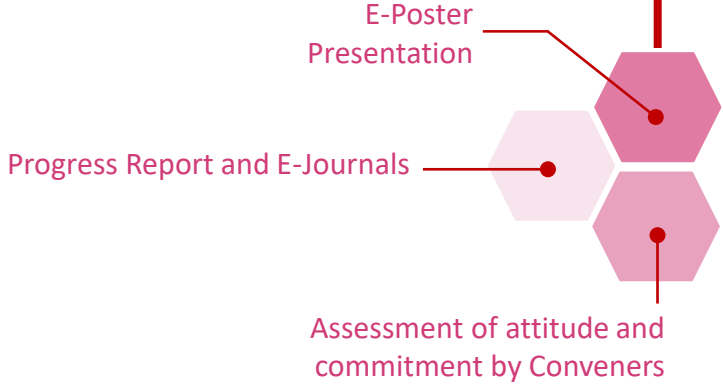 E-Poster
Presentation
Progress Report and E-Journals
Assessment of attitude and
commitment by Conveners